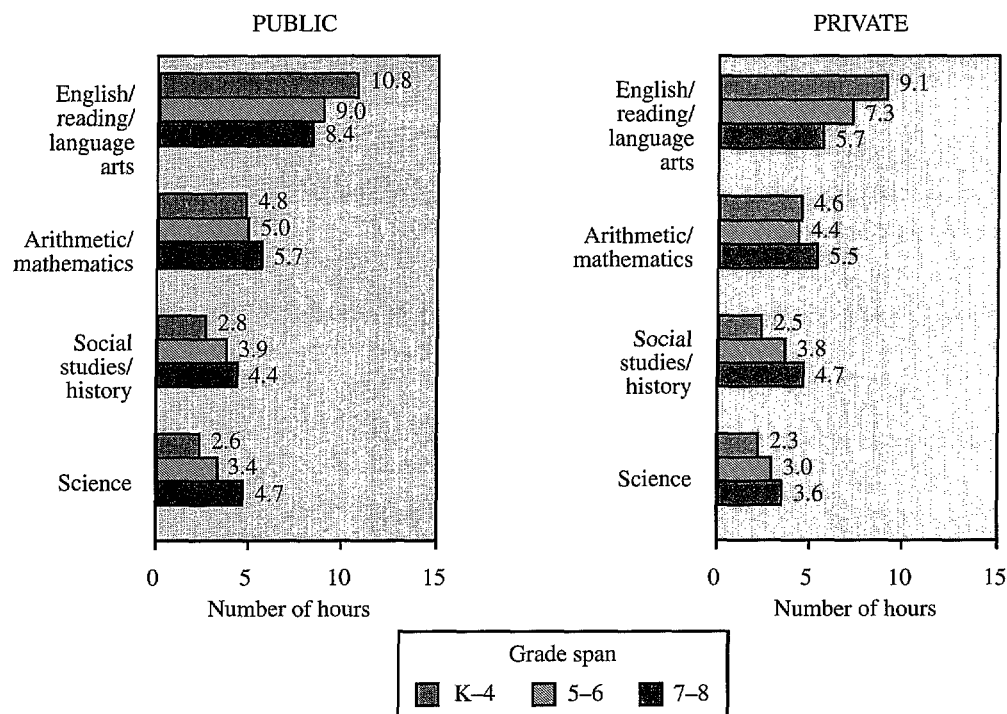 PUBLIC
English/
reading/
language
arts
10.8
9.0
8.4
Arithmetic/
mathematics
4.8
5.0
5.7
Social
studies/
history
2.8
3.9
4.4
Science
2.6
3.4
4.7
0 5 10 15
Number of hours
PRIVATE
English/
reading/
language
arts
9.1
7.3
5.7
Arithmetic/
mathematics
4.6
4.4
5.5
Social
studies/
history
2.5
3.8
4.7
Science
2.3
3.0
3.6
0 5 10 15
Number of hours
Grade span
K–4 5–6 7–8